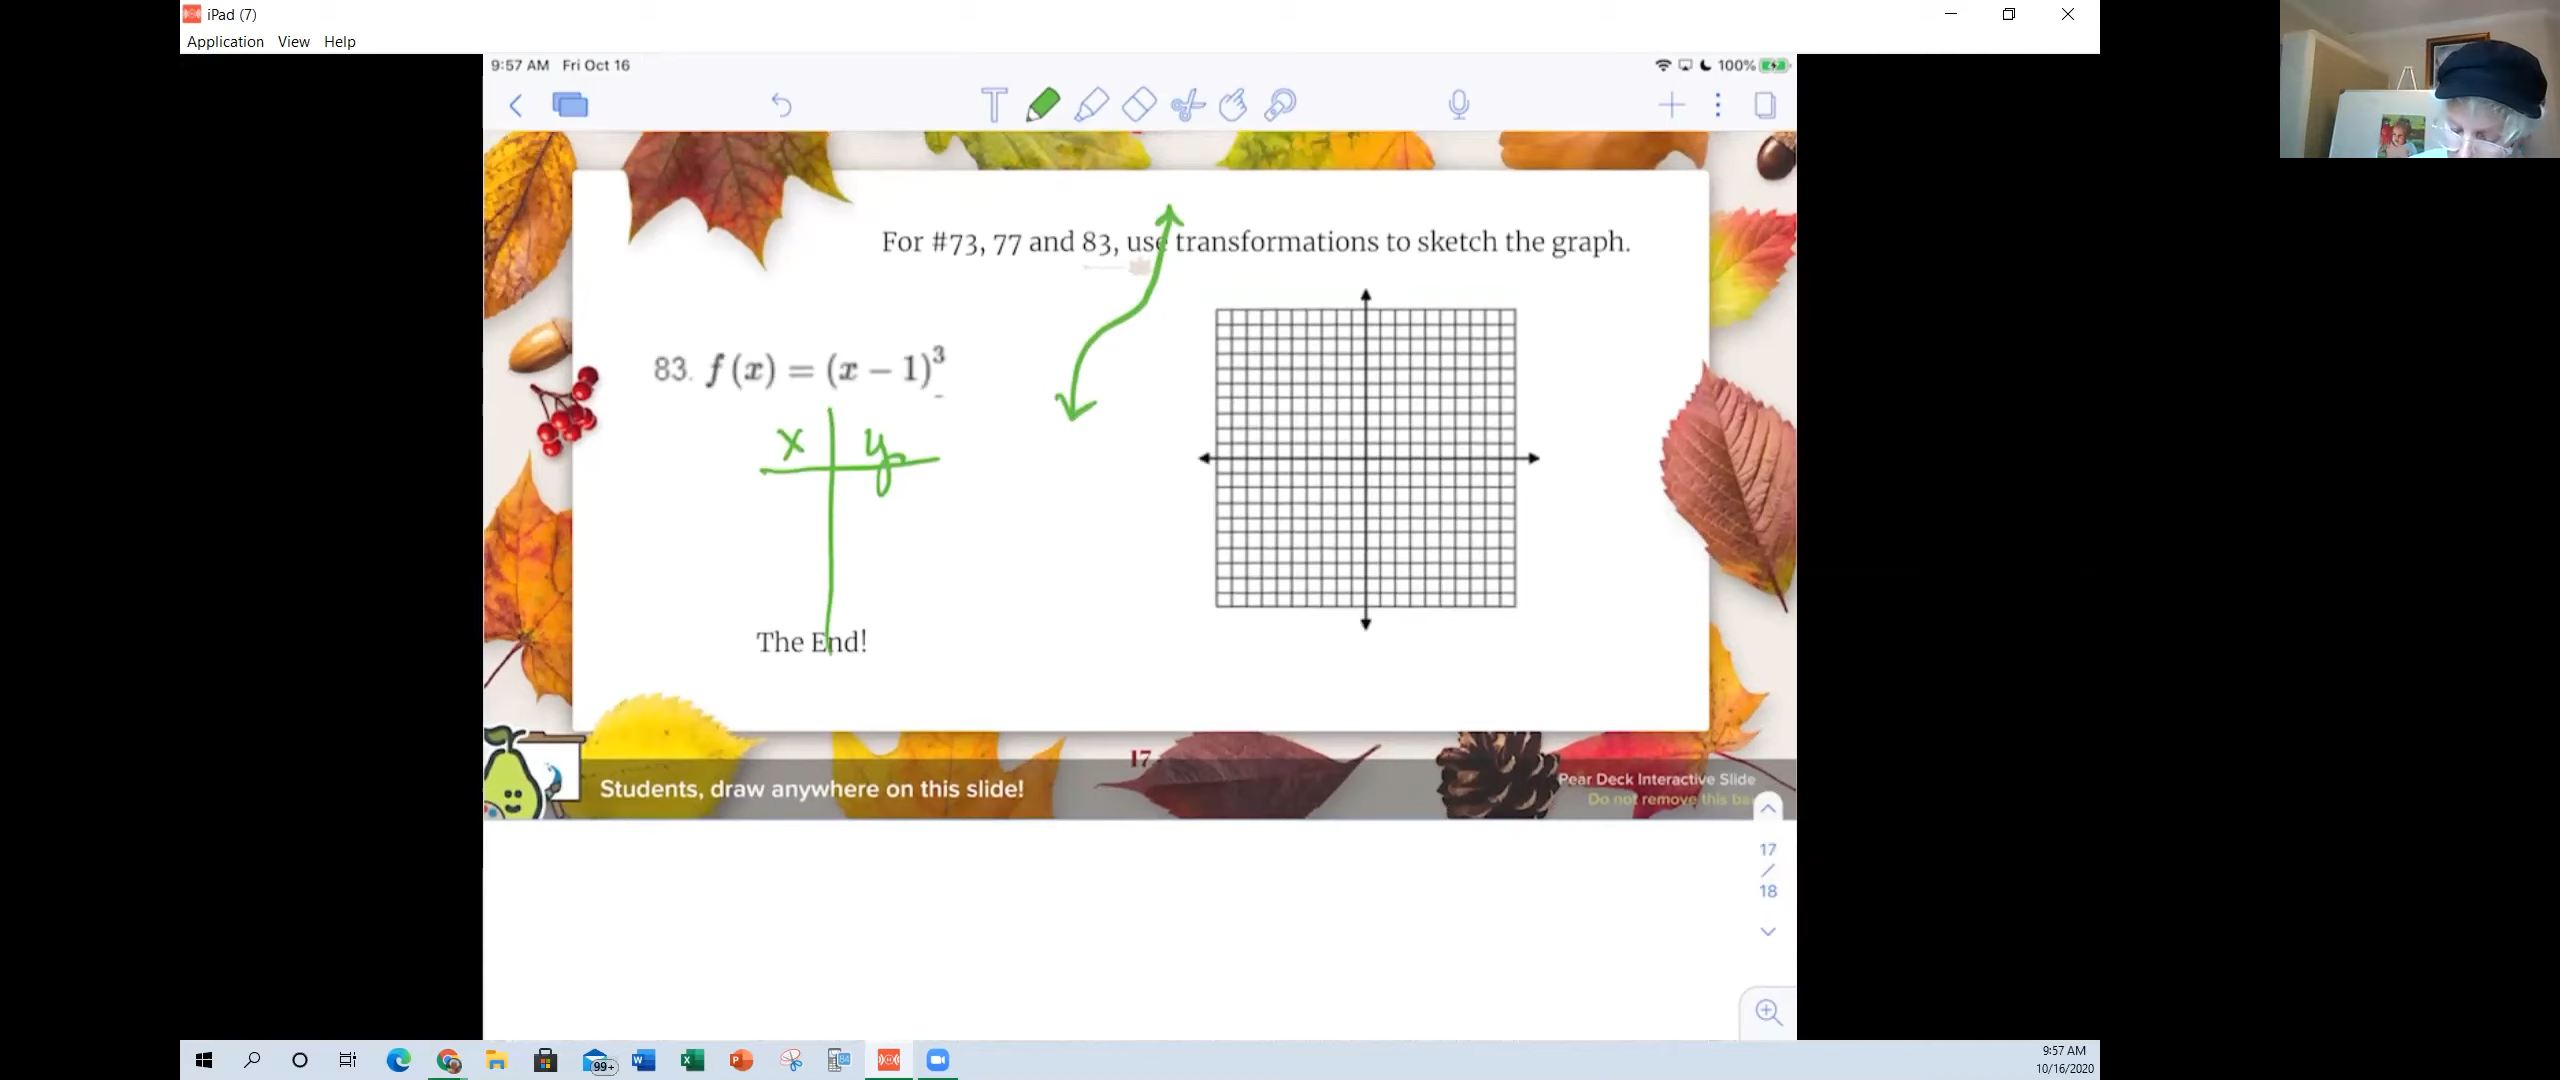 iPad (7)
Application View Help
9:57 AM Fri Oct 16
100%
For #73, 77 and 83, use transformations to sketch the graph.
83. f(x) = (x − 1)³
x y
The End!
17
Students, draw anywhere on this slide!
Pear Deck Interactive Slide
Do not remove this ba
17
/
18
99+
84
9:57 AM
10/16/2020